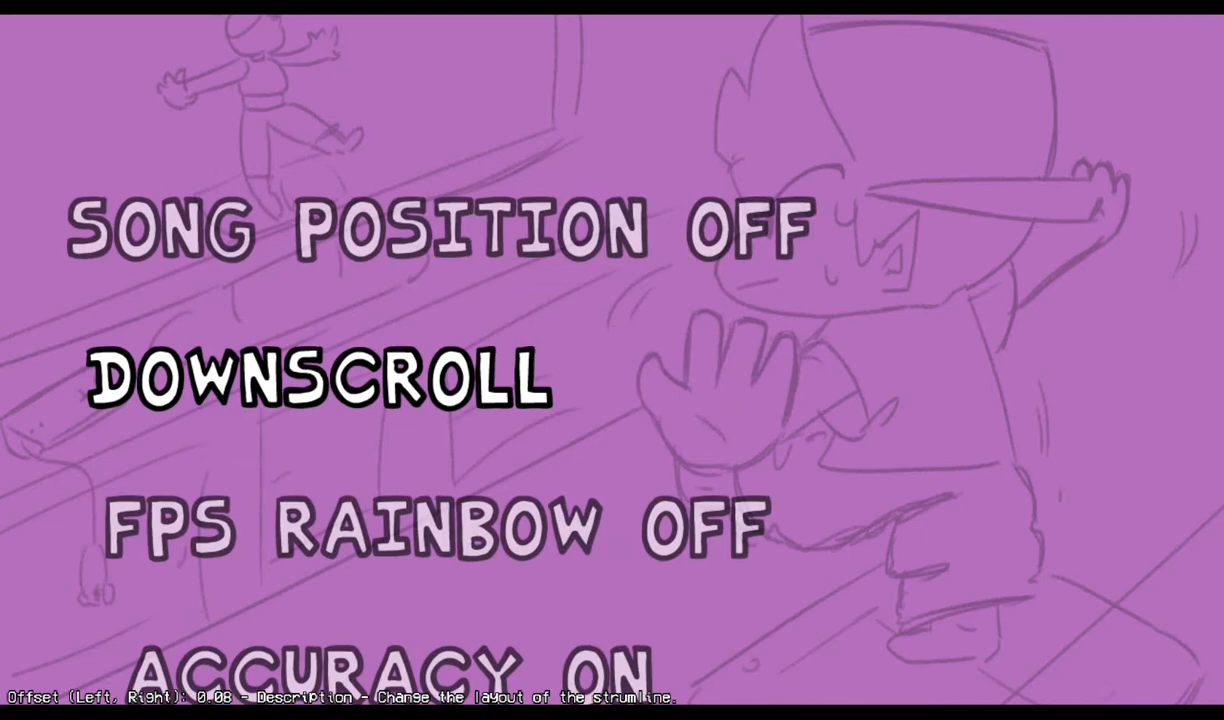 SONG POSITION OFF
DOWNSCROLL
FPS RAINBOW OFF
ACCURACY ON
Offset (Left, Right): 0.08 - Description - Change the layout of the strumline.